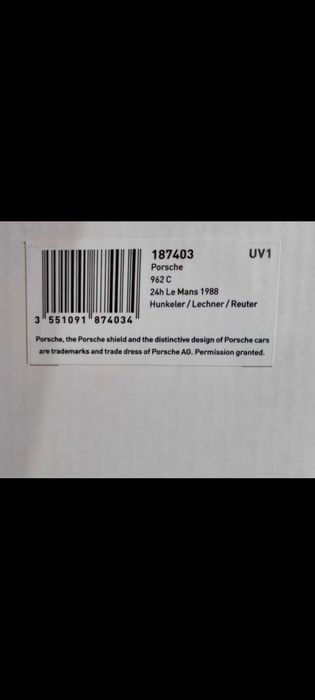 187403 UV1
Porsche
962 C
24h Le Mans 1988
Hunkeler / Lechner / Reuter
3 551091 874034
Porsche, the Porsche shield and the distinctive design of Porsche cars
are trademarks and trade dress of Porsche AG. Permission granted.